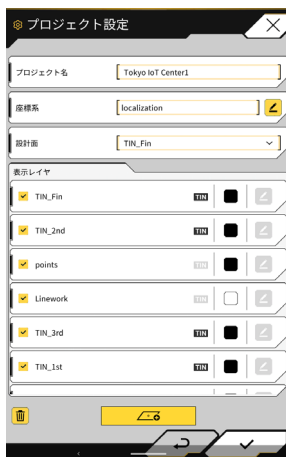 プロジェクト設定
プロジェクト名 Tokyo IoT Center1
座標系 localization
設計面 TIN_Fin
表示レイヤ
TIN_Fin TIN
TIN_2nd TIN
points TIN
Linework TIN
TIN_3rd TIN
TIN_1st TIN